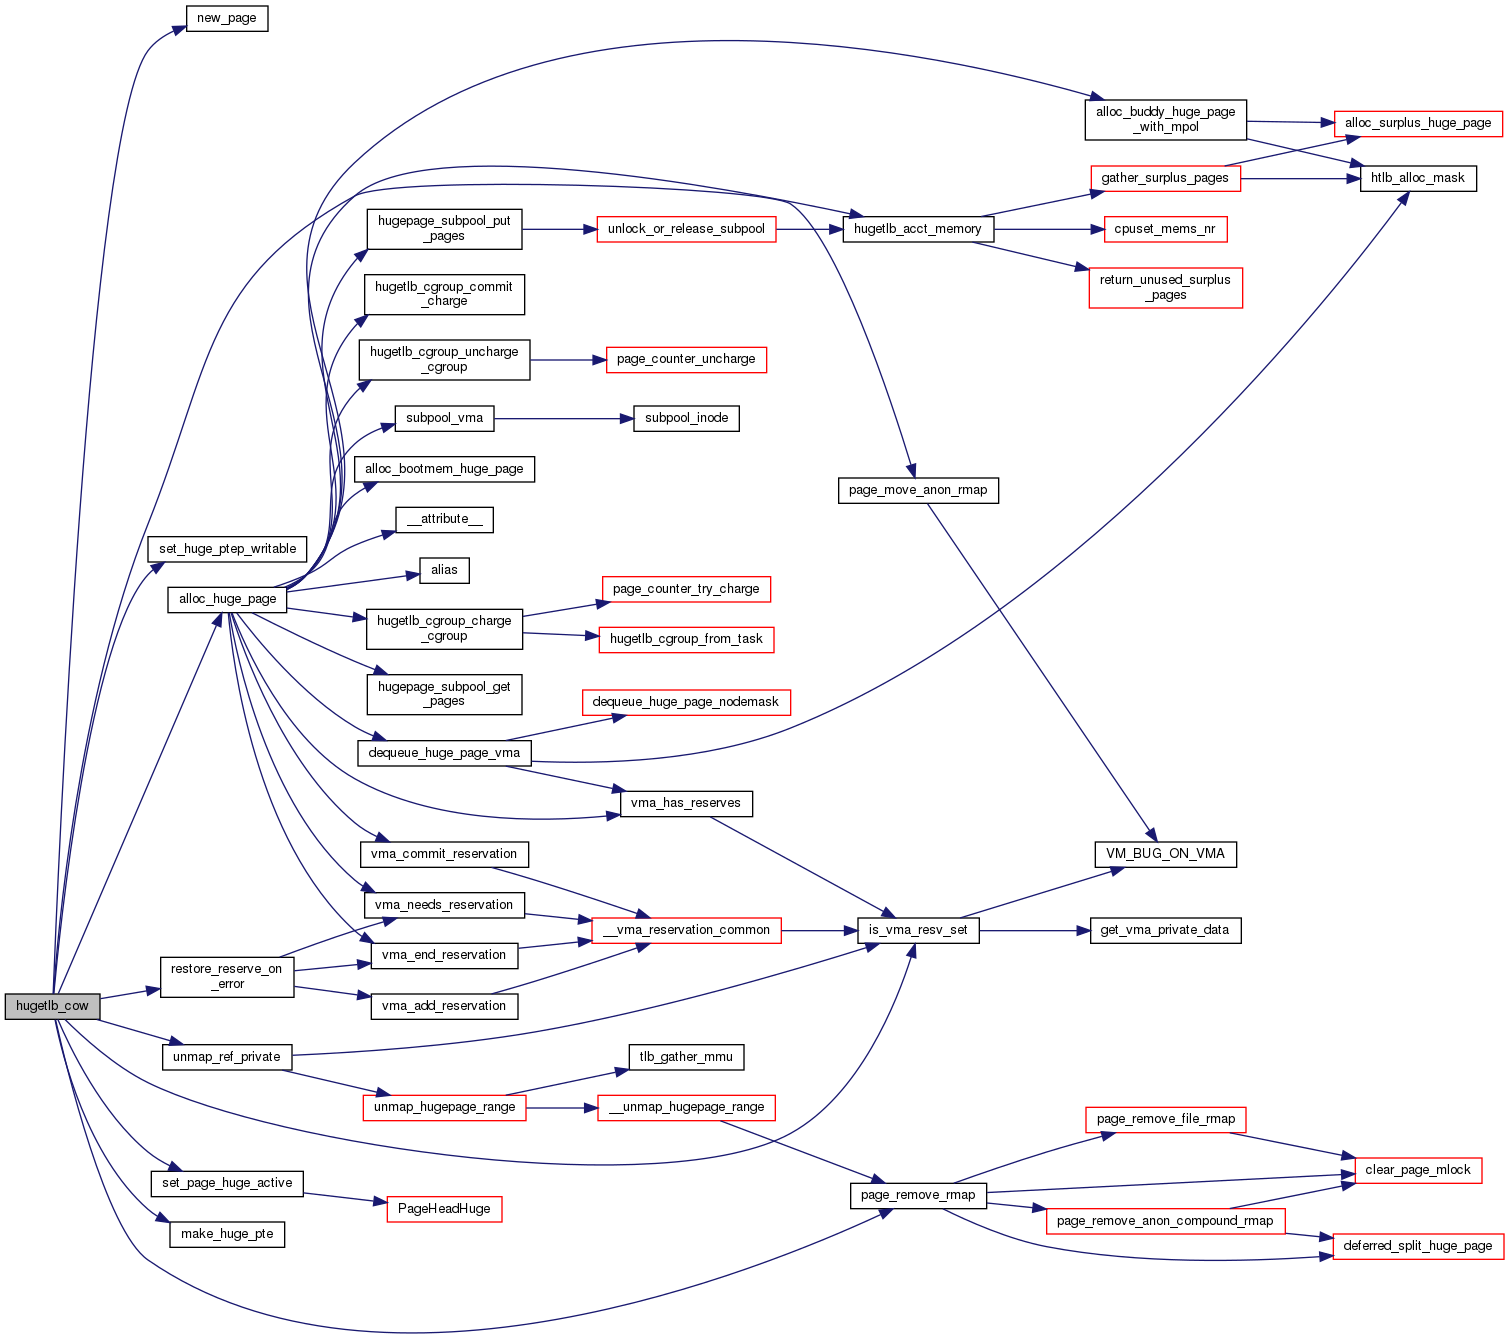 new_page
alloc_buddy_huge_page
_with_mpol
alloc_surplus_huge_page
gather_surplus_pages
htlb_alloc_mask
hugepage_subpool_put
_pages
unlock_or_release_subpool
hugetlb_acct_memory
cpuset_mems_nr
return_unused_surplus
_pages
hugetlb_cgroup_commit
_charge
hugetlb_cgroup_uncharge
_cgroup
page_counter_uncharge
subpool_vma
subpool_inode
alloc_bootmem_huge_page
page_move_anon_rmap
__attribute__
set_huge_ptep_writable
alias
alloc_huge_page
page_counter_try_charge
hugetlb_cgroup_charge
_cgroup
hugetlb_cgroup_from_task
hugepage_subpool_get
_pages
dequeue_huge_page_nodemask
dequeue_huge_page_vma
vma_has_reserves
vma_commit_reservation
VM_BUG_ON_VMA
vma_needs_reservation
__vma_reservation_common
is_vma_resv_set
get_vma_private_data
vma_end_reservation
restore_reserve_on
_error
hugetlb_cow
vma_add_reservation
unmap_ref_private
tlb_gather_mmu
unmap_hugepage_range
__unmap_hugepage_range
page_remove_file_rmap
clear_page_mlock
set_page_huge_active
PageHeadHuge
page_remove_rmap
page_remove_anon_compound_rmap
make_huge_pte
deferred_split_huge_page